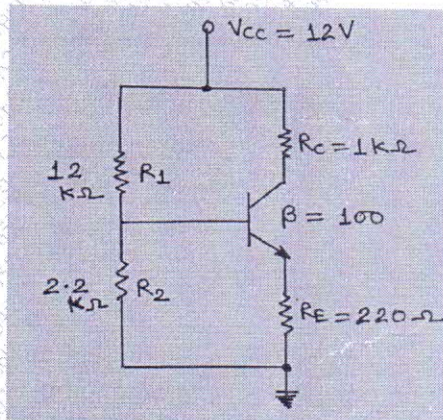 Vcc = 12V
12
KΩ
R1
Rc = 1kΩ
β = 100
2.2
KΩ
R2
RE = 220Ω